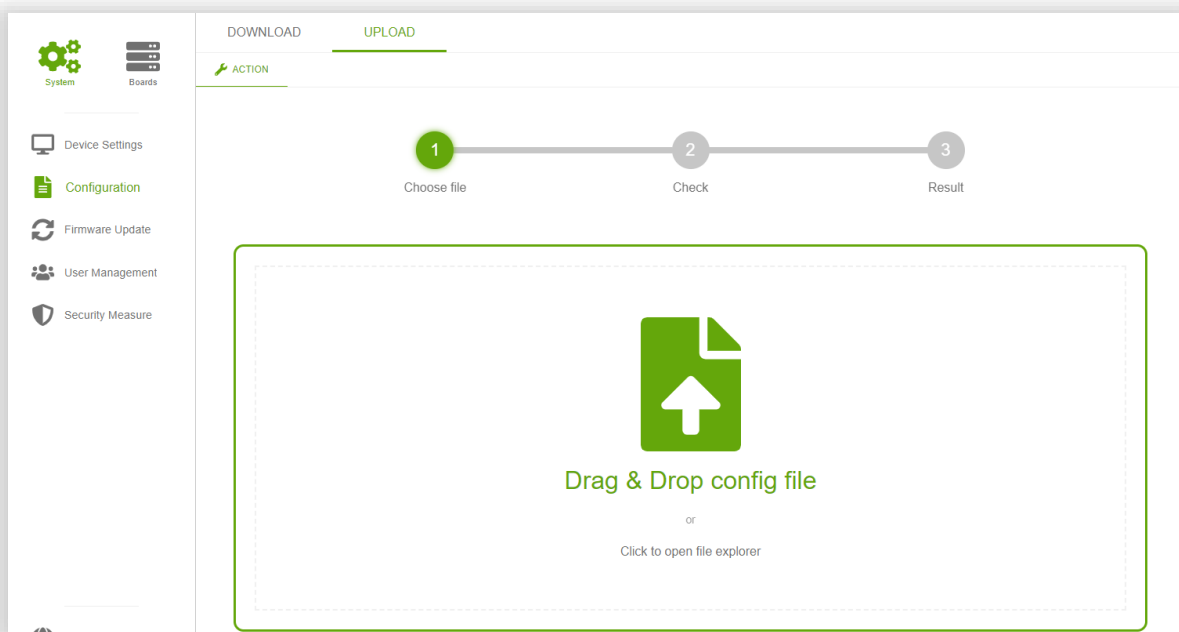 DOWNLOAD
UPLOAD
System
Boards
ACTION
Device Settings
Configuration
Firmware Update
User Management
Security Measure
1
2
3
Choose file
Check
Result
Drag & Drop config file
or
Click to open file explorer